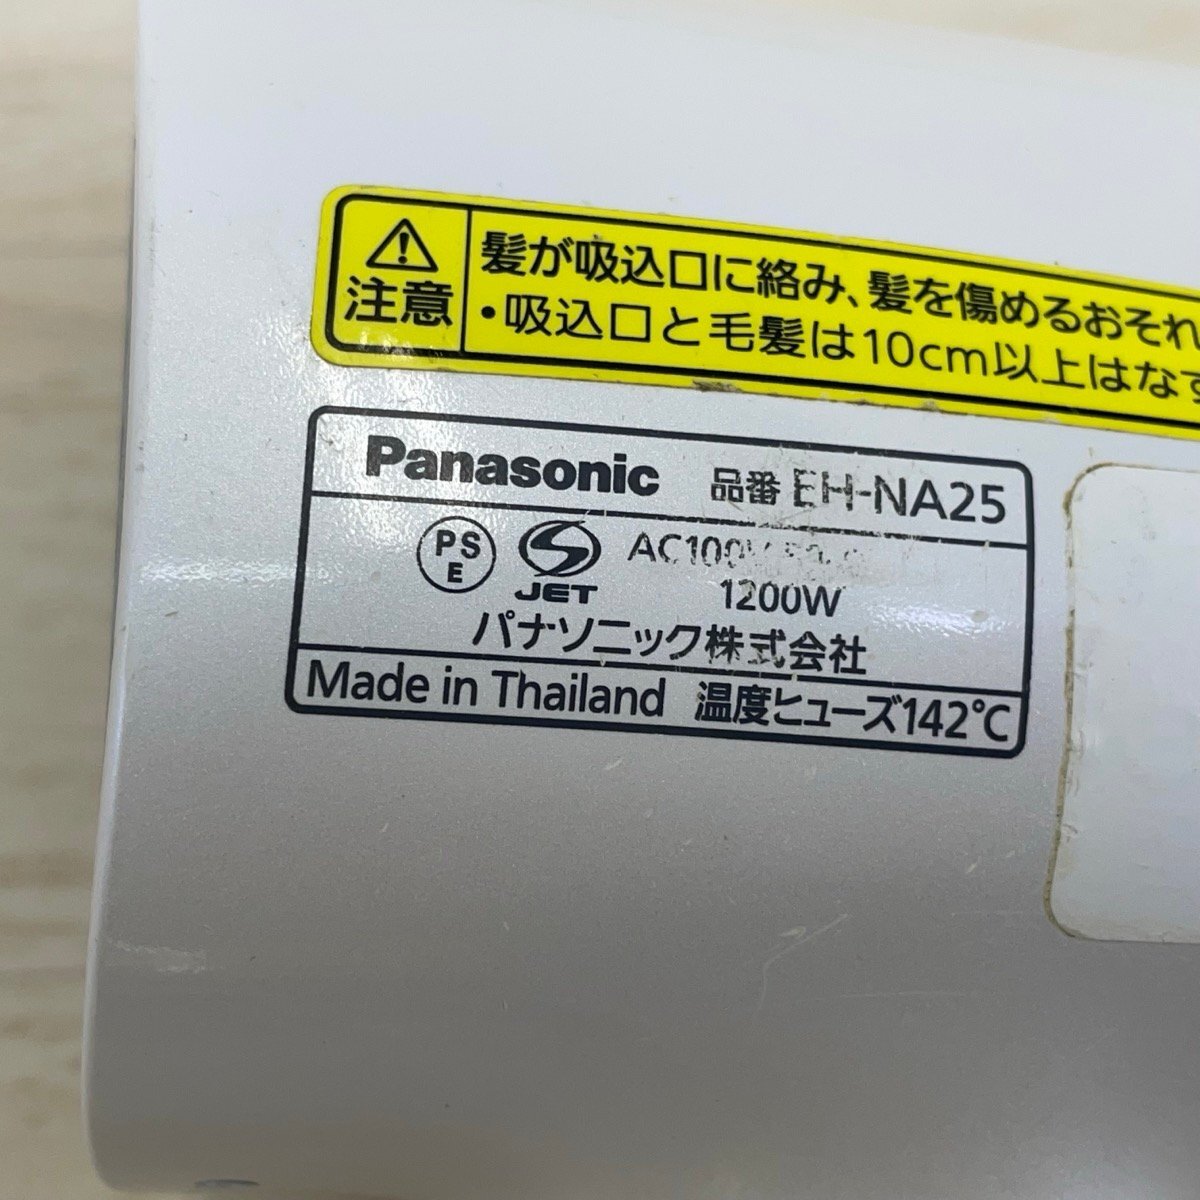 注意
髪が吸込口に絡み、髪を傷めるおそれ
・吸込口と毛髪は10cm以上はなす
Panasonic 品番 EH-NA25
PS E JET AC100V
1200W
パナソニック株式会社
Made in Thailand 温度ヒューズ142℃